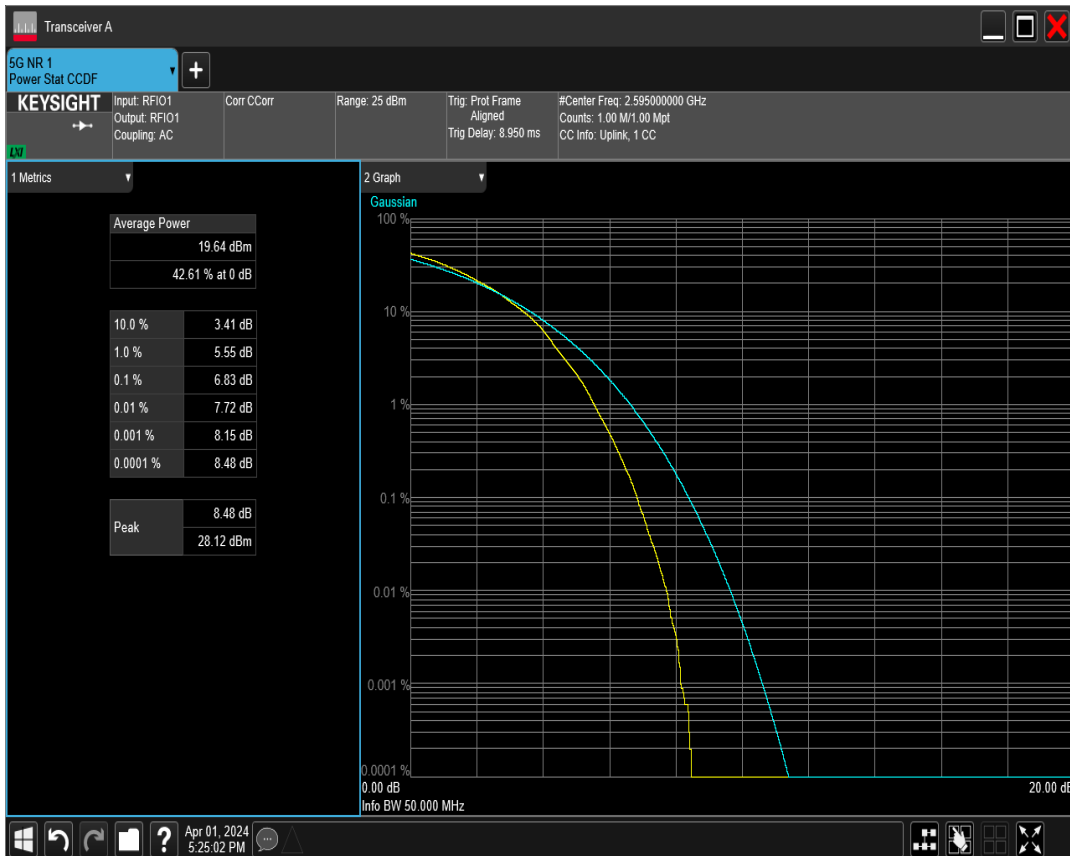 Transceiver A
5G NR 1
Power Stat CCDF
+
KEYSIGHT
LXI
Input: RFIO1
Output: RFIO1
Coupling: AC
Corr CCorr
Range: 25 dBm
Trig: Prot Frame
Aligned
Trig Delay: 8.950 ms
#Center Freq: 2.595000000 GHz
Counts: 1.00 M/1.00 Mpt
CC Info: Uplink, 1 CC
1 Metrics
Average Power
19.64 dBm
42.61 % at 0 dB
10.0 % 3.41 dB
1.0 % 5.55 dB
0.1 % 6.83 dB
0.01 % 7.72 dB
0.001 % 8.15 dB
0.0001 % 8.48 dB
Peak
8.48 dB
28.12 dBm
2 Graph
Gaussian
100 %
10 %
1 %
0.1 %
0.01 %
0.001 %
0.0001 %
0.00 dB 20.00 dB
Info BW 50.000 MHz
?
Apr 01, 2024
5:25:02 PM